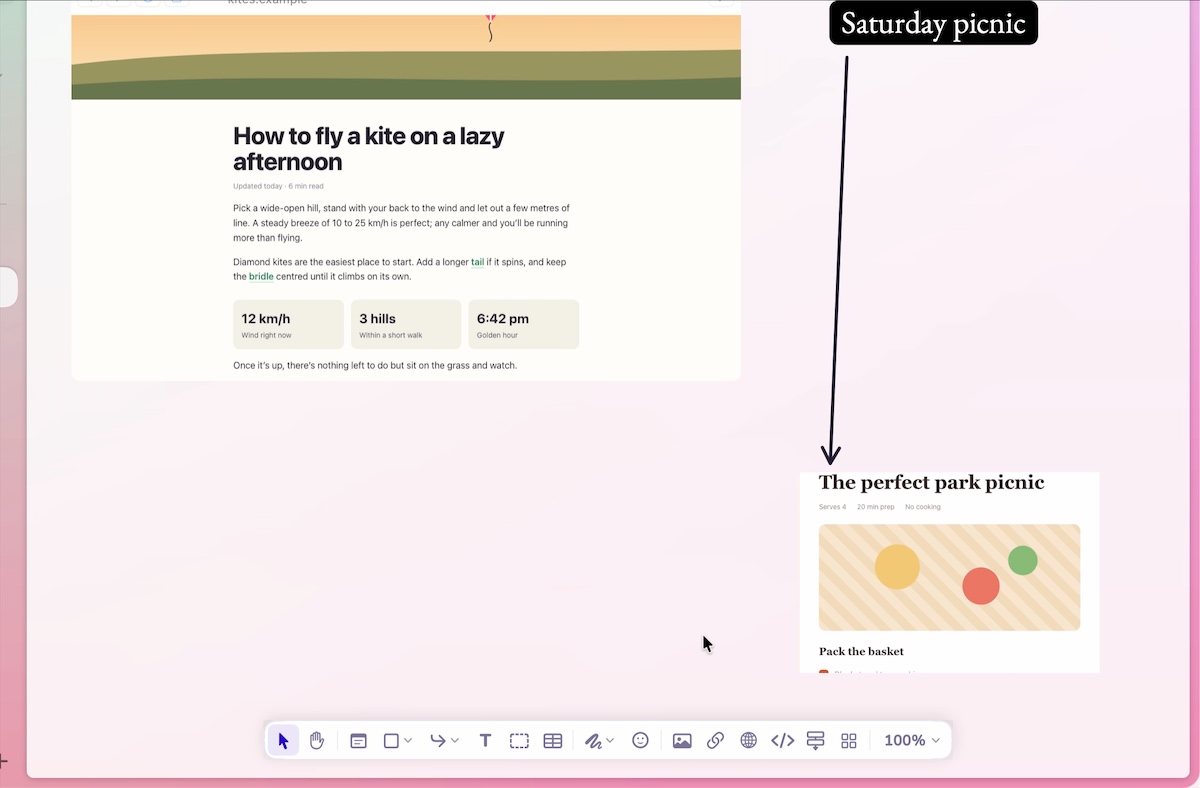 kites.example
Saturday picnic
How to fly a kite on a lazy
afternoon
Updated today · 6 min read
Pick a wide-open hill, stand with your back to the wind and let out a few metres of
line. A steady breeze of 10 to 25 km/h is perfect; any calmer and you'll be running
more than flying.
Diamond kites are the easiest place to start. Add a longer tail if it spins, and keep
the bridle centred until it climbs on its own.
12 km/h
Wind right now
3 hills
Within a short walk
6:42 pm
Golden hour
Once it's up, there's nothing left to do but sit on the grass and watch.
The perfect park picnic
Serves 4 20 min prep No cooking
Pack the basket
100%